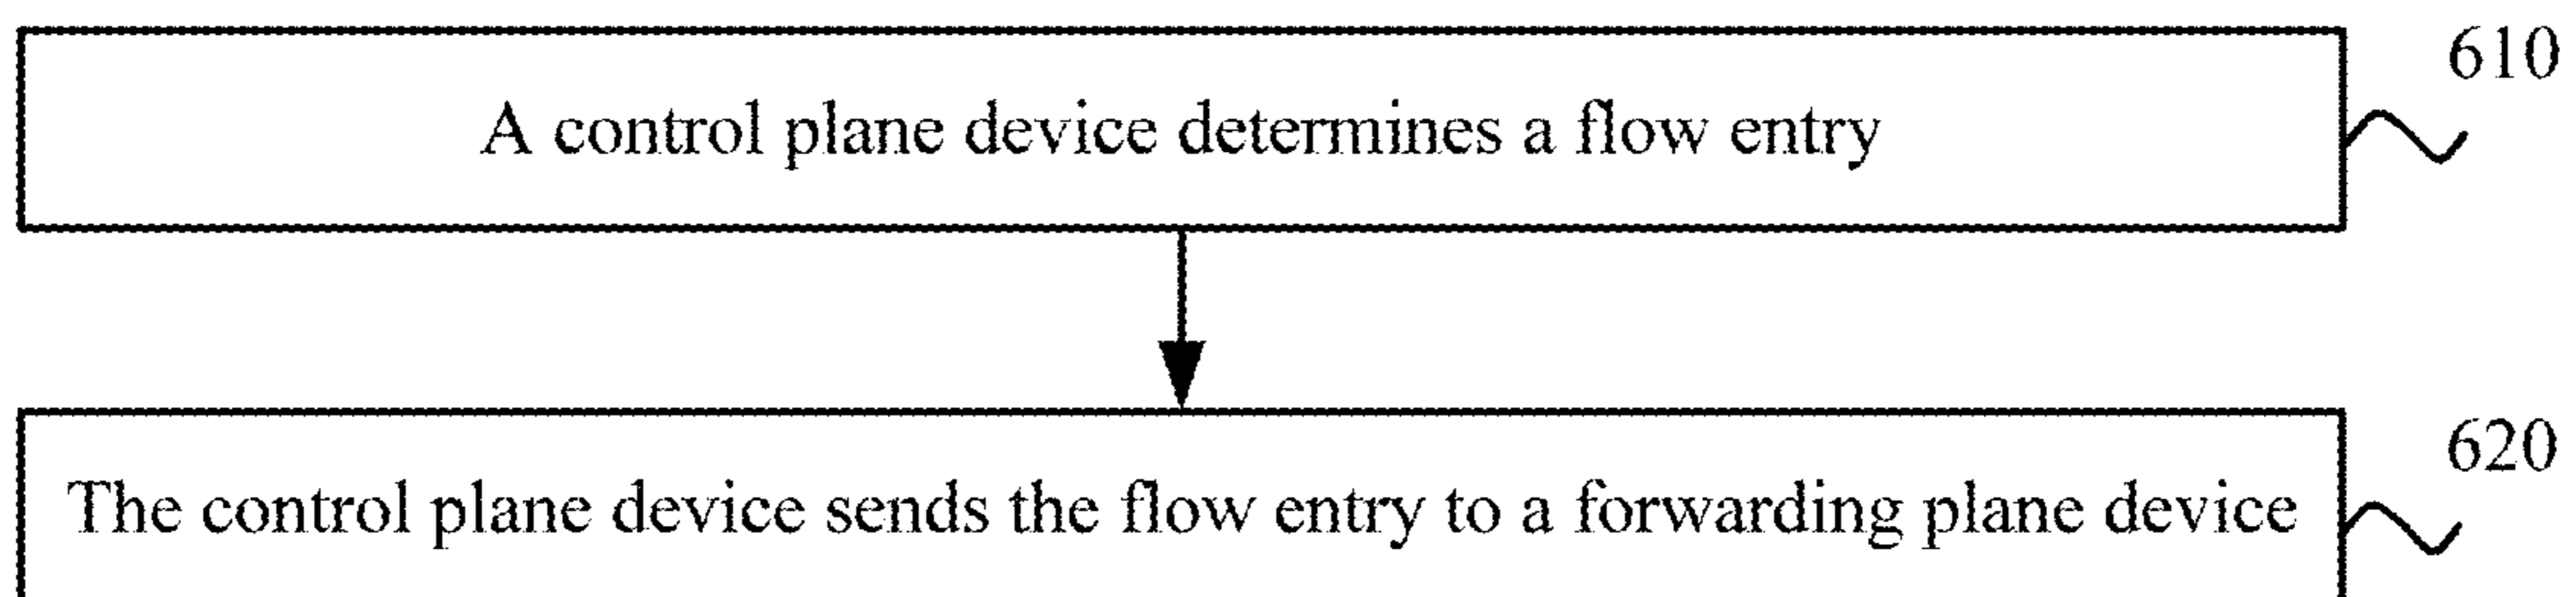 610
A control plane device determines a flow entry
620
The control plane device sends the flow entry to a forwarding plane device